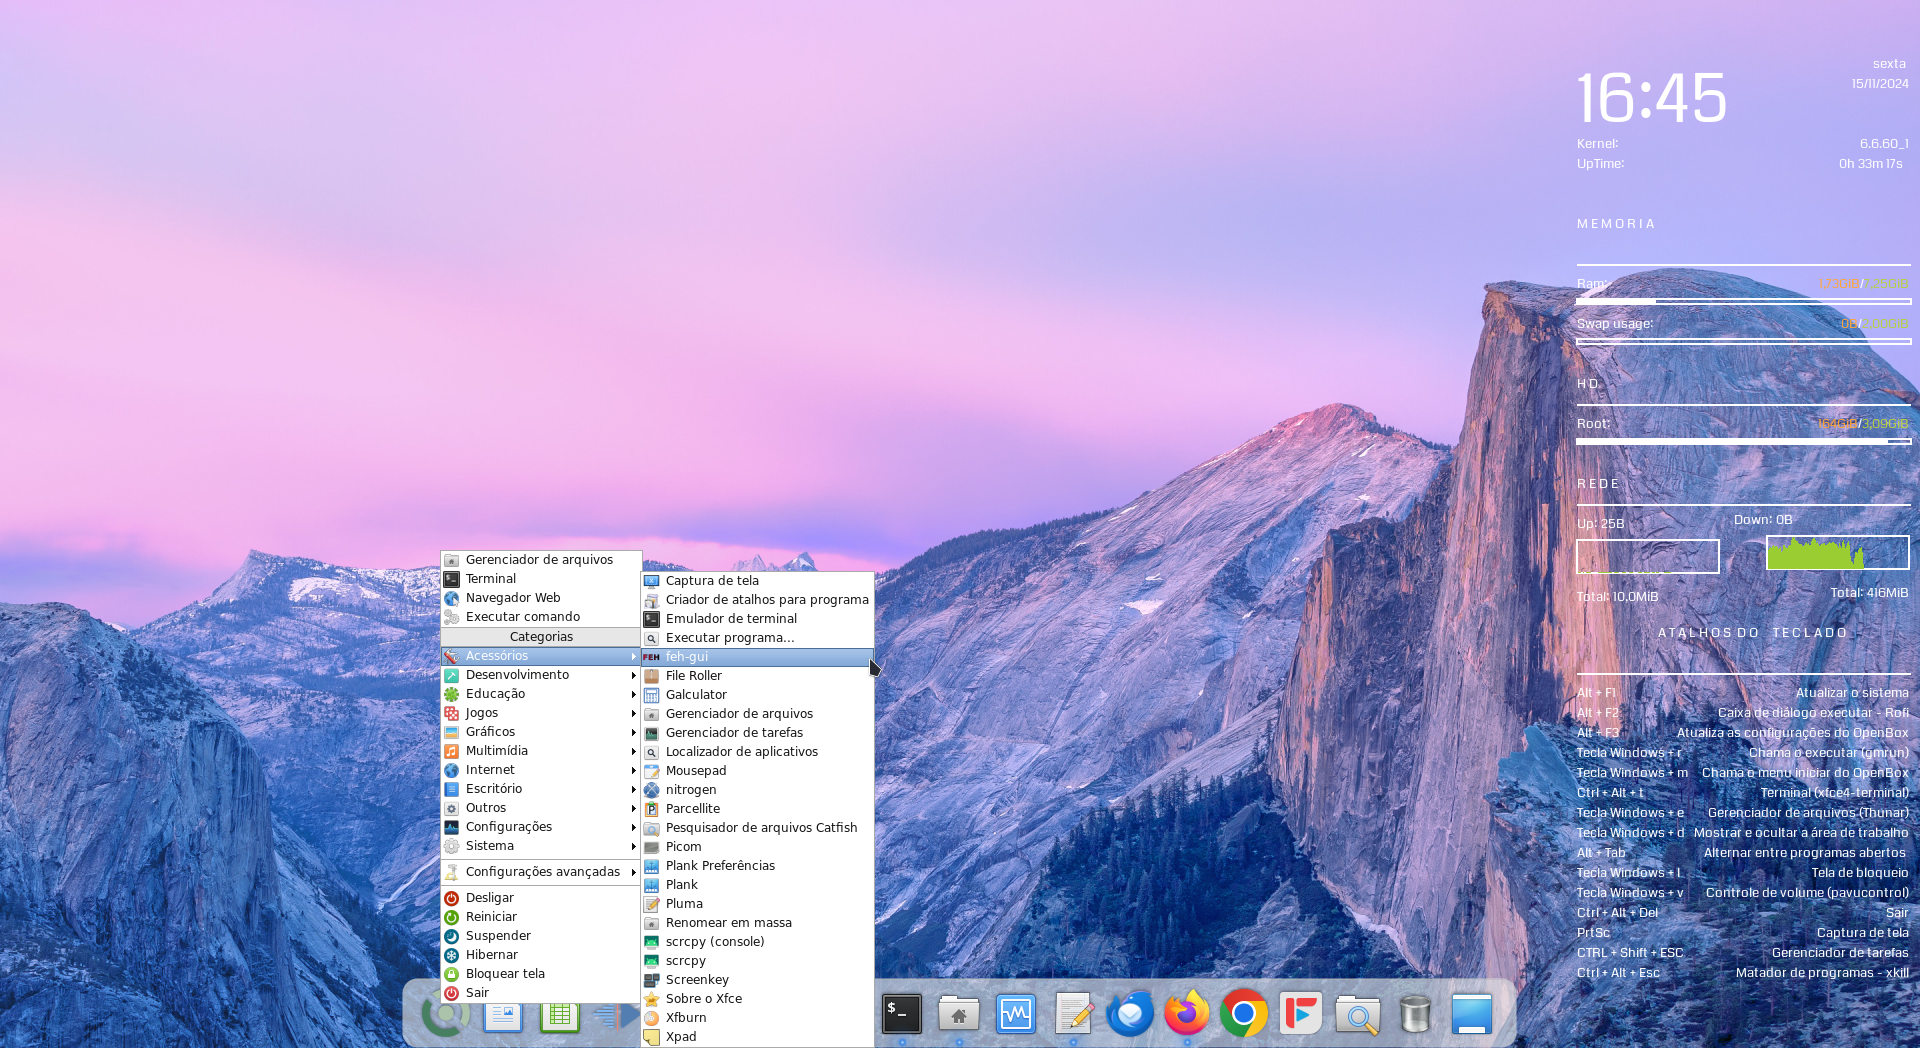 Gerenciador de arquivos
Terminal
Navegador Web
Executar comando
Categorias
Acessórios
Desenvolvimento
Educação
Jogos
Gráficos
Multimídia
Internet
Escritório
Outros
Configurações
Sistema
Configurações avançadas
Desligar
Reiniciar
Suspender
Hibernar
Bloquear tela
Sair
Captura de tela
Criador de atalhos para programa
Emulador de terminal
Executar programa...
FEH feh-gui
File Roller
Galculator
Gerenciador de arquivos
Gerenciador de tarefas
Localizador de aplicativos
Mousepad
nitrogen
Parcellite
Pesquisador de arquivos Catfish
Picom
Plank Preferências
Plank
Pluma
Renomear em massa
scrcpy (console)
scrcpy
Screenkey
Sobre o Xfce
Xfburn
Xpad
sexta
16:45 15/11/2024
Kernel: 6.6.60_1
UpTime: 0h 33m 17s
MEMORIA
Ram:
Swap usage: 0B/
HD
Root: /3,09GiB
REDE
Up: 25B Down: 0B
Total: 10,0MiB Total: 416MiB
ATALHOS DO TECLADO
Alt + F1 Atualizar o sistema
Alt + F2 Caixa de diálogo executar - Rofi
Alt + F3 Atualiza as configurações do OpenBox
Tecla Windows + r Chama o executar (gmrun)
Tecla Windows + m Chama o menu iniciar do OpenBox
Ctrl + Alt + t Terminal (xfce4-terminal)
Tecla Windows + e Gerenciador de arquivos (Thunar)
Tecla Windows + d Mostrar e ocultar a área de trabalho
Alt + Tab Alternar entre programas abertos
Tecla Windows + l Tela de bloqueio
Tecla Windows + v Controle de volume (pavucontrol)
Ctrl + Alt + Del Sair
PrtSc Captura de tela
CTRL + Shift + ESC Gerenciador de tarefas
Ctrl + Alt + Esc Matador de programas - xkill